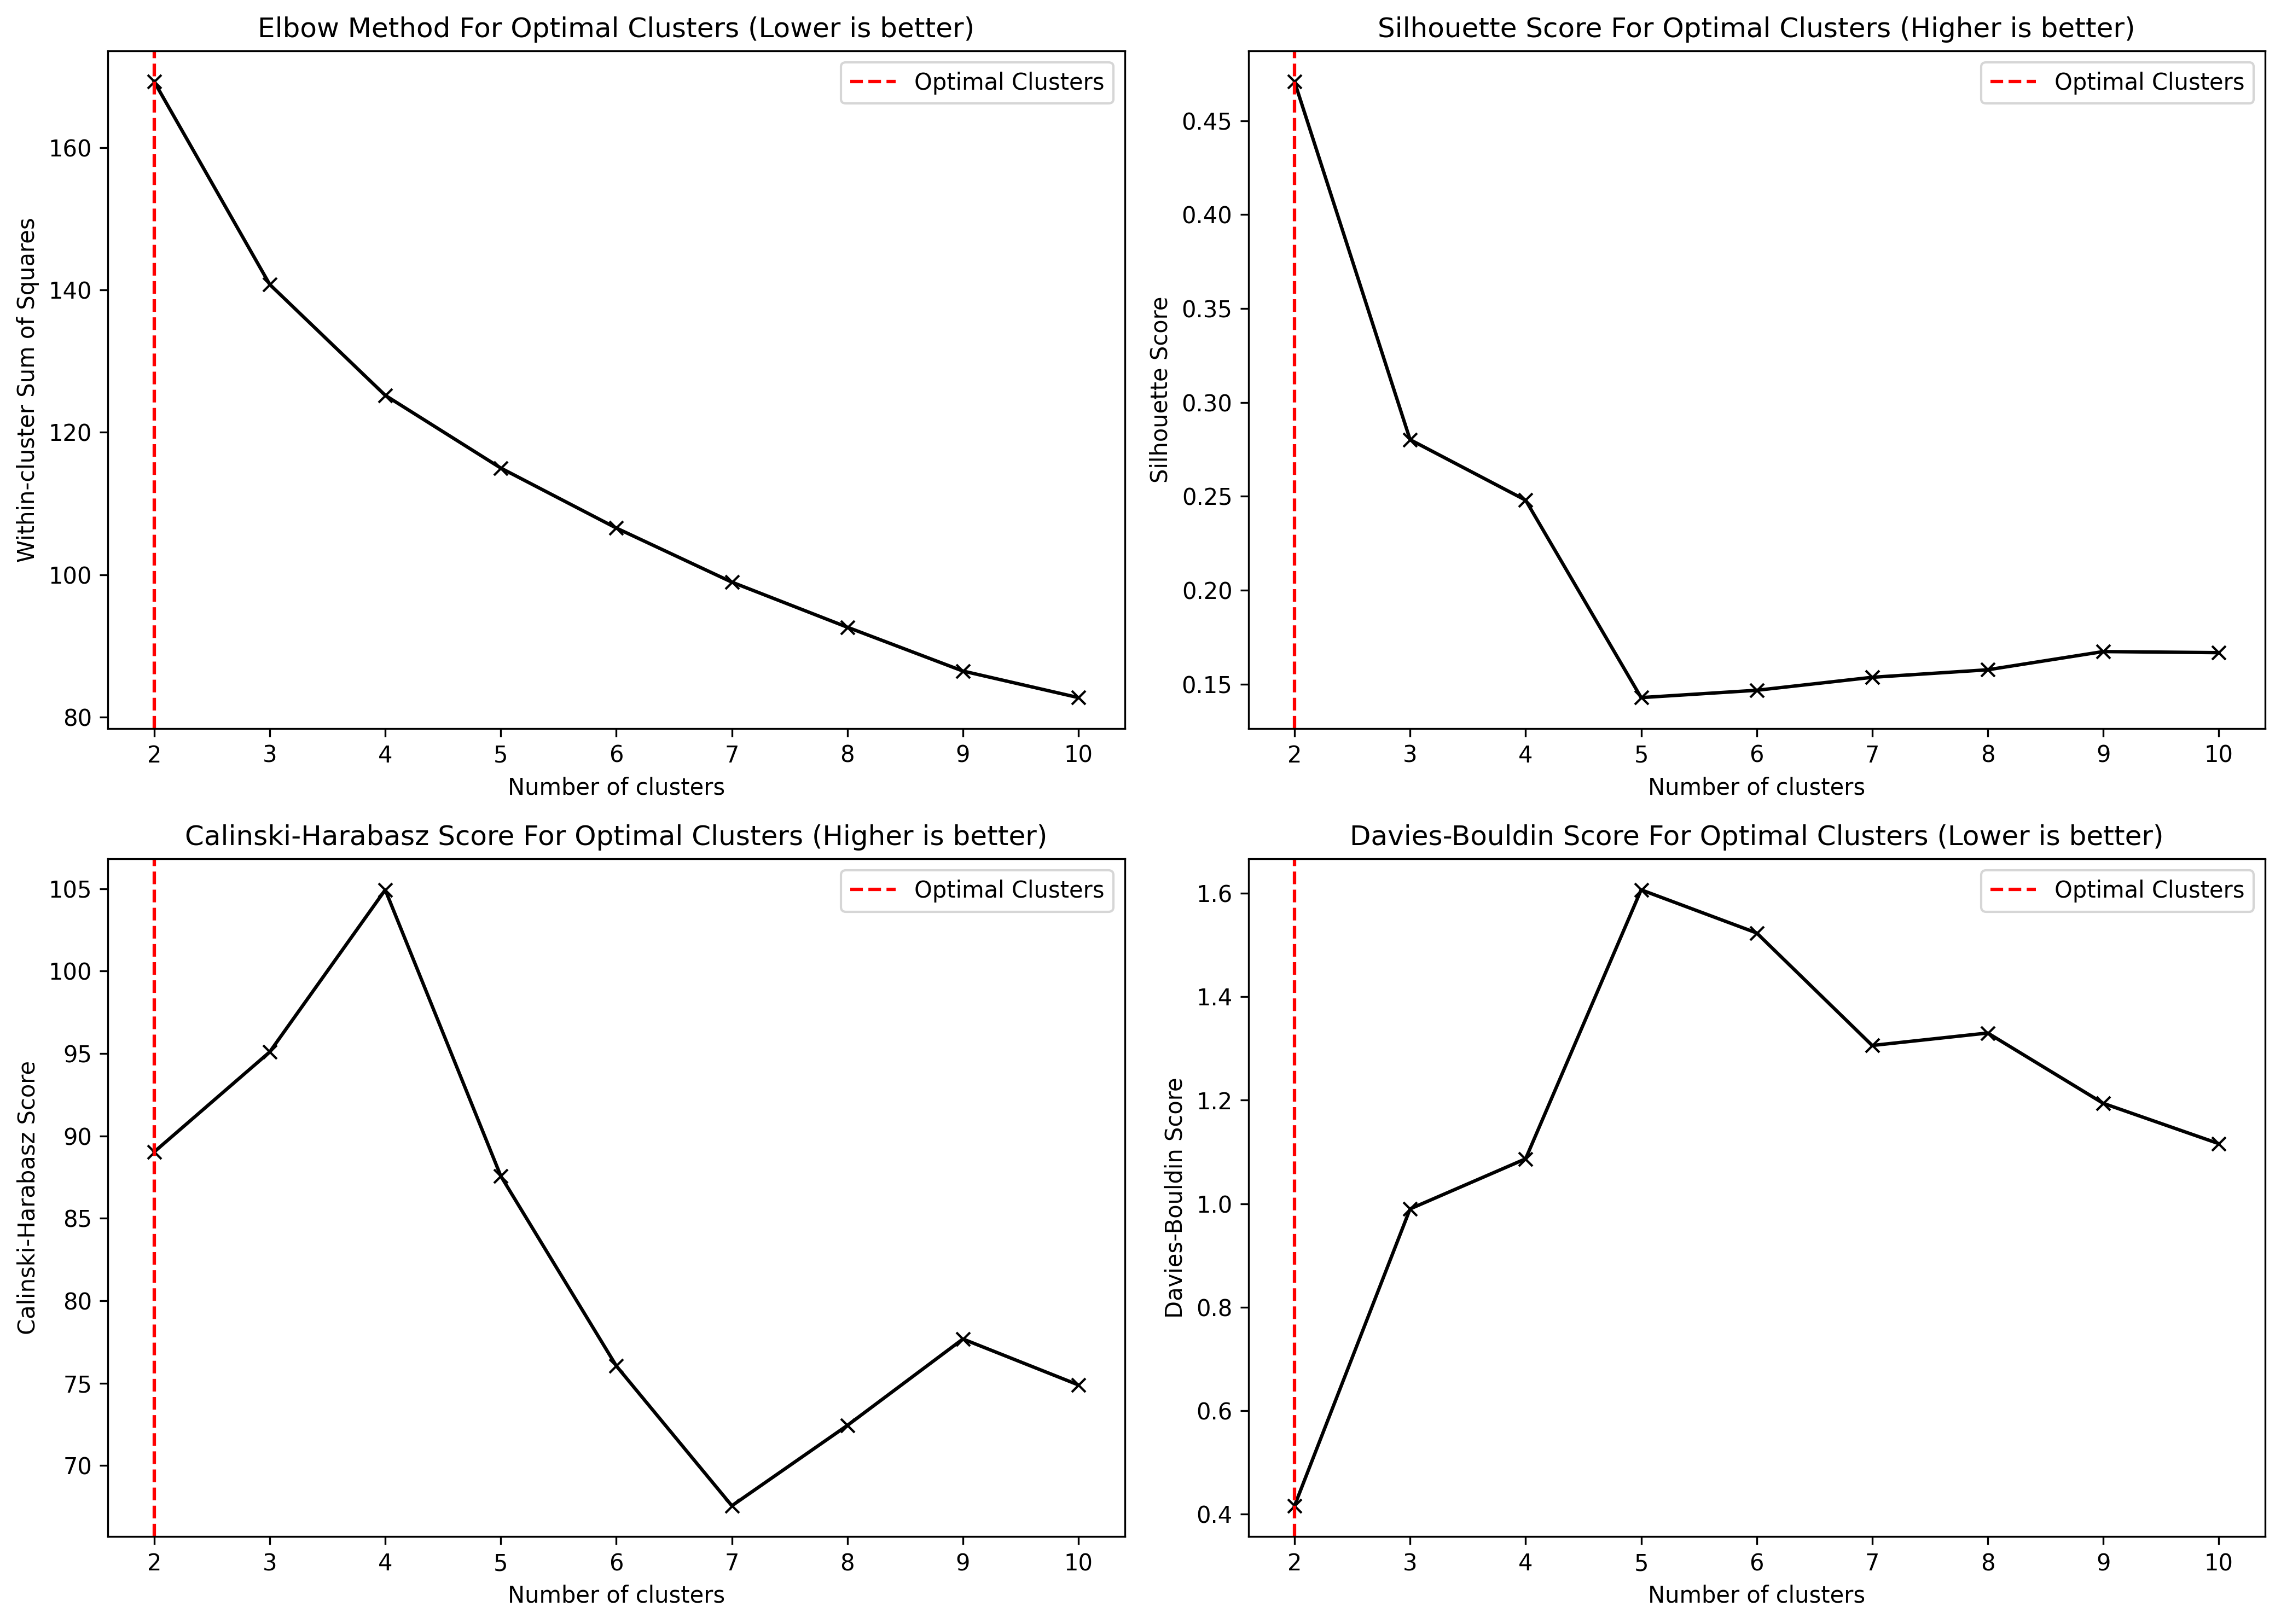 Elbow Method For Optimal Clusters (Lower is better)
Optimal Clusters
160
140
120
100
80
Within-cluster Sum of Squares
2 3 4 5 6 7 8 9 10
Number of clusters
Silhouette Score For Optimal Clusters (Higher is better)
Optimal Clusters
0.45
0.40
0.35
0.30
0.25
0.20
0.15
Silhouette Score
2 3 4 5 6 7 8 9 10
Number of clusters
Calinski-Harabasz Score For Optimal Clusters (Higher is better)
Optimal Clusters
105
100
95
90
85
80
75
70
Calinski-Harabasz Score
2 3 4 5 6 7 8 9 10
Number of clusters
Davies-Bouldin Score For Optimal Clusters (Lower is better)
Optimal Clusters
1.6
1.4
1.2
1.0
0.8
0.6
0.4
Davies-Bouldin Score
2 3 4 5 6 7 8 9 10
Number of clusters